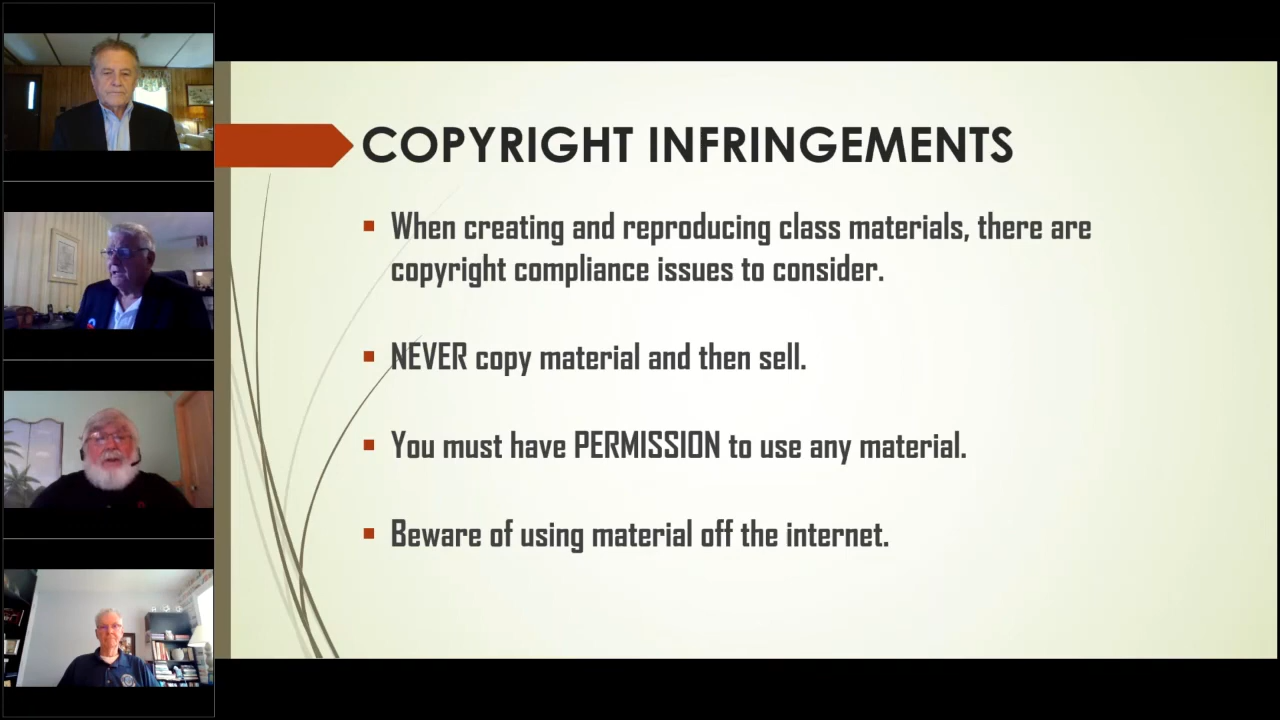 COPYRIGHT INFRINGEMENTS
When creating and reproducing class materials, there are
copyright compliance issues to consider.
NEVER copy material and then sell.
You must have PERMISSION to use any material.
Beware of using material off the internet.